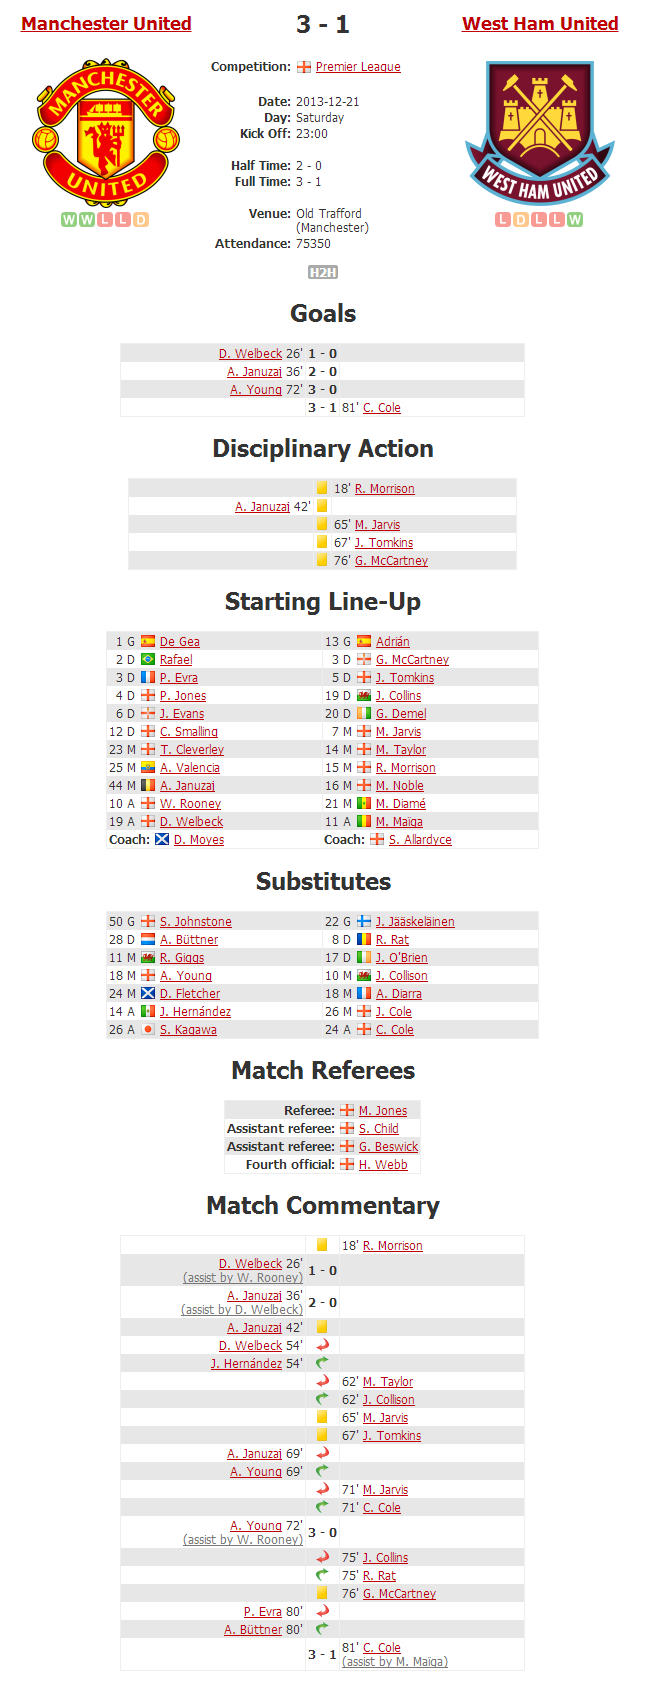 Manchester United
3 - 1
West Ham United
MANCHESTER
UNITED
WEST HAM UNITED
Competition: Premier League
Date: 2013-12-21
Day: Saturday
Kick Off: 23:00
Half Time: 2 - 0
Full Time: 3 - 1
Venue: Old Trafford
(Manchester)
Attendance: 75350
W W L L D
L D L L W
H2H
Goals
D. Welbeck 26' 1 - 0
A. Januzaj 36' 2 - 0
A. Young 72' 3 - 0
3 - 1 81' C. Cole
Disciplinary Action
18' R. Morrison
A. Januzaj 42'
65' M. Jarvis
67' J. Tomkins
76' G. McCartney
Starting Line-Up
1 G De Gea 13 G Adrián
2 D Rafael 3 D G. McCartney
3 D P. Evra 5 D J. Tomkins
4 D P. Jones 19 D J. Collins
6 D J. Evans 20 D G. Demel
12 D C. Smalling 7 M M. Jarvis
23 M T. Cleverley 14 M M. Taylor
25 M A. Valencia 15 M R. Morrison
44 M A. Januzaj 16 M M. Noble
10 A W. Rooney 21 M M. Diamé
19 A D. Welbeck 11 A M. Maïga
Coach: D. Moyes Coach: S. Allardyce
Substitutes
50 G S. Johnstone 22 G J. Jääskeläinen
28 D A. Büttner 8 D R. Rat
11 M R. Giggs 17 D J. O'Brien
18 M A. Young 10 M J. Collison
24 M D. Fletcher 18 M A. Diarra
14 A J. Hernández 26 M J. Cole
26 A S. Kagawa 24 A C. Cole
Match Referees
Referee: M. Jones
Assistant referee: S. Child
Assistant referee: G. Beswick
Fourth official: H. Webb
Match Commentary
18' R. Morrison
D. Welbeck 26' 1 - 0
(assist by W. Rooney)
A. Januzaj 36' 2 - 0
(assist by D. Welbeck)
A. Januzaj 42'
D. Welbeck 54'
J. Hernández 54'
62' M. Taylor
62' J. Collison
65' M. Jarvis
67' J. Tomkins
A. Januzaj 69'
A. Young 69'
71' M. Jarvis
71' C. Cole
A. Young 72' 3 - 0
(assist by W. Rooney)
75' J. Collins
75' R. Rat
76' G. McCartney
P. Evra 80'
A. Büttner 80'
3 - 1 81' C. Cole
(assist by M. Maïga)